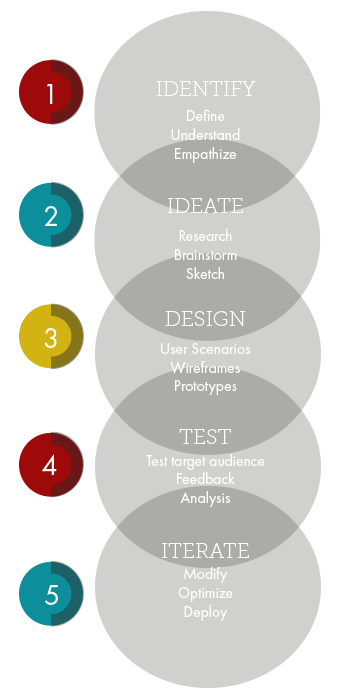 1
IDENTIFY
Define
Understand
Empathize
2
IDEATE
Research
Brainstorm
Sketch
3
DESIGN
User Scenarios
Wireframes
Prototypes
4
TEST
Test target audience
Feedback
Analysis
5
ITERATE
Modify
Optimize
Deploy